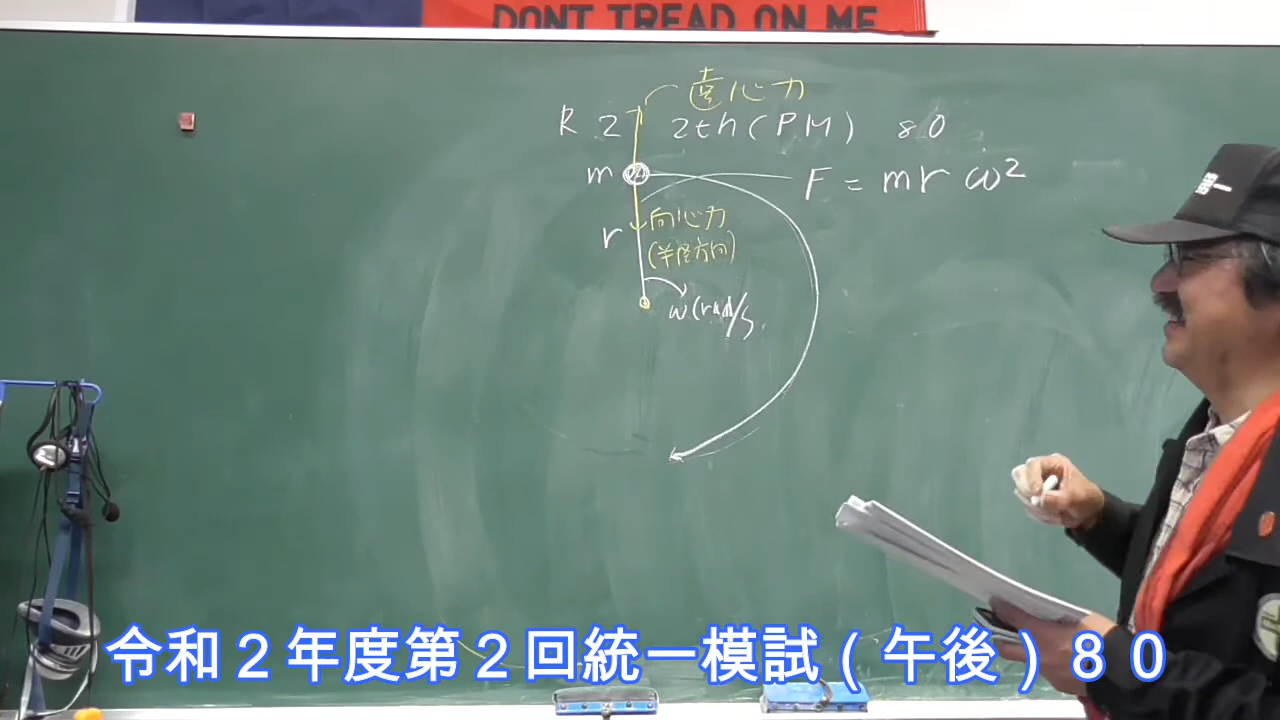 DONT TREAD ON ME
遠心力
R 2 2th (PM) 80
m F = mrω²
r 向心力
(半径方向)
ω (rad/s
令和２年度第２回統一模試（午後）８０